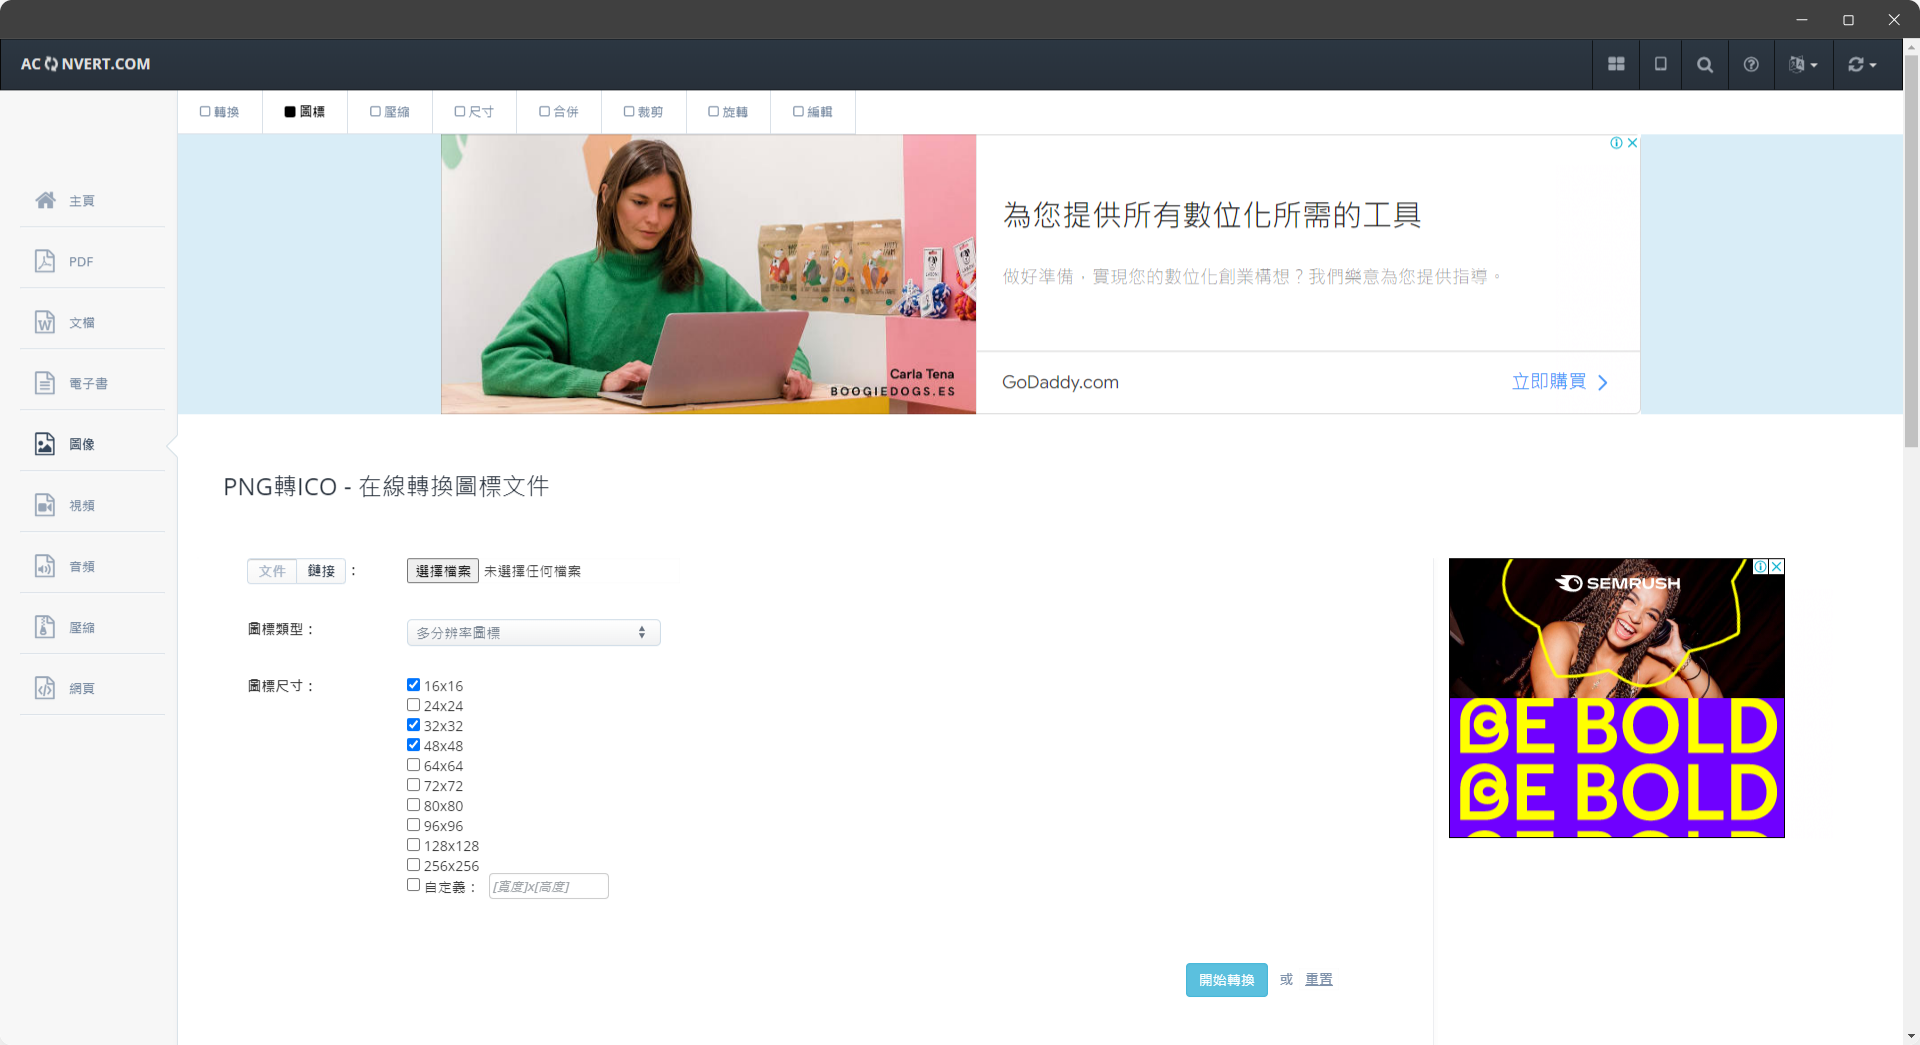 AC NVERT.COM
轉換
圖標
壓縮
尺寸
合併
裁剪
旋轉
編輯
主頁
PDF
文檔
電子書
圖像
視頻
音頻
壓縮
網頁
Carla Tena
BOOGIEDOGS.ES
為您提供所有數位化所需的工具
做好準備，實現您的數位化創業構想？我們樂意為您提供指導。
GoDaddy.com
立即購買
PNG轉ICO - 在線轉換圖標文件
文件 鏈接 ：
選擇檔案 未選擇任何檔案
圖標類型：
多分辨率圖標
圖標尺寸：
16x16
24x24
32x32
48x48
64x64
72x72
80x80
96x96
128x128
256x256
自定義： [寬度]x[高度]
開始轉換 或 重置
SEMRUSH
BE BOLD
BE BOLD
BE BOLD